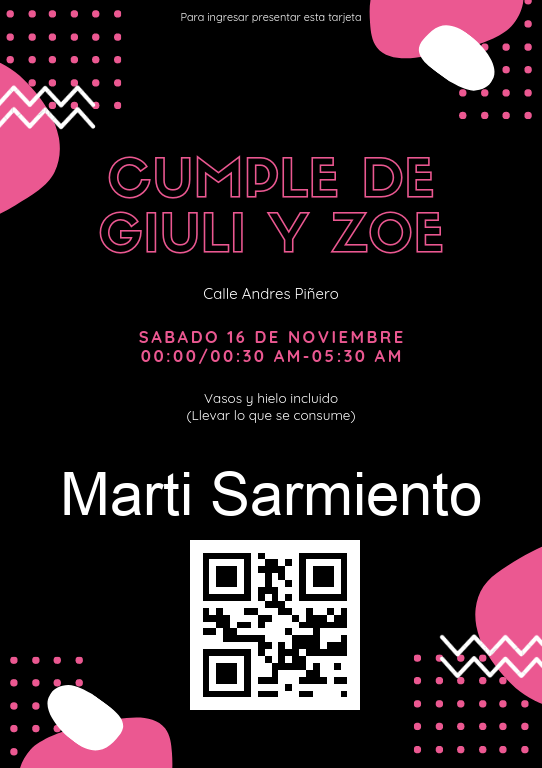 Para ingresar presentar esta tarjeta
CUMPLE DE
GIULI Y ZOE
Calle Andres Piñero
SABADO 16 DE NOVIEMBRE
00:00/00:30 AM-05:30 AM
Vasos y hielo incluido
(Llevar lo que se consume)
Marti Sarmiento